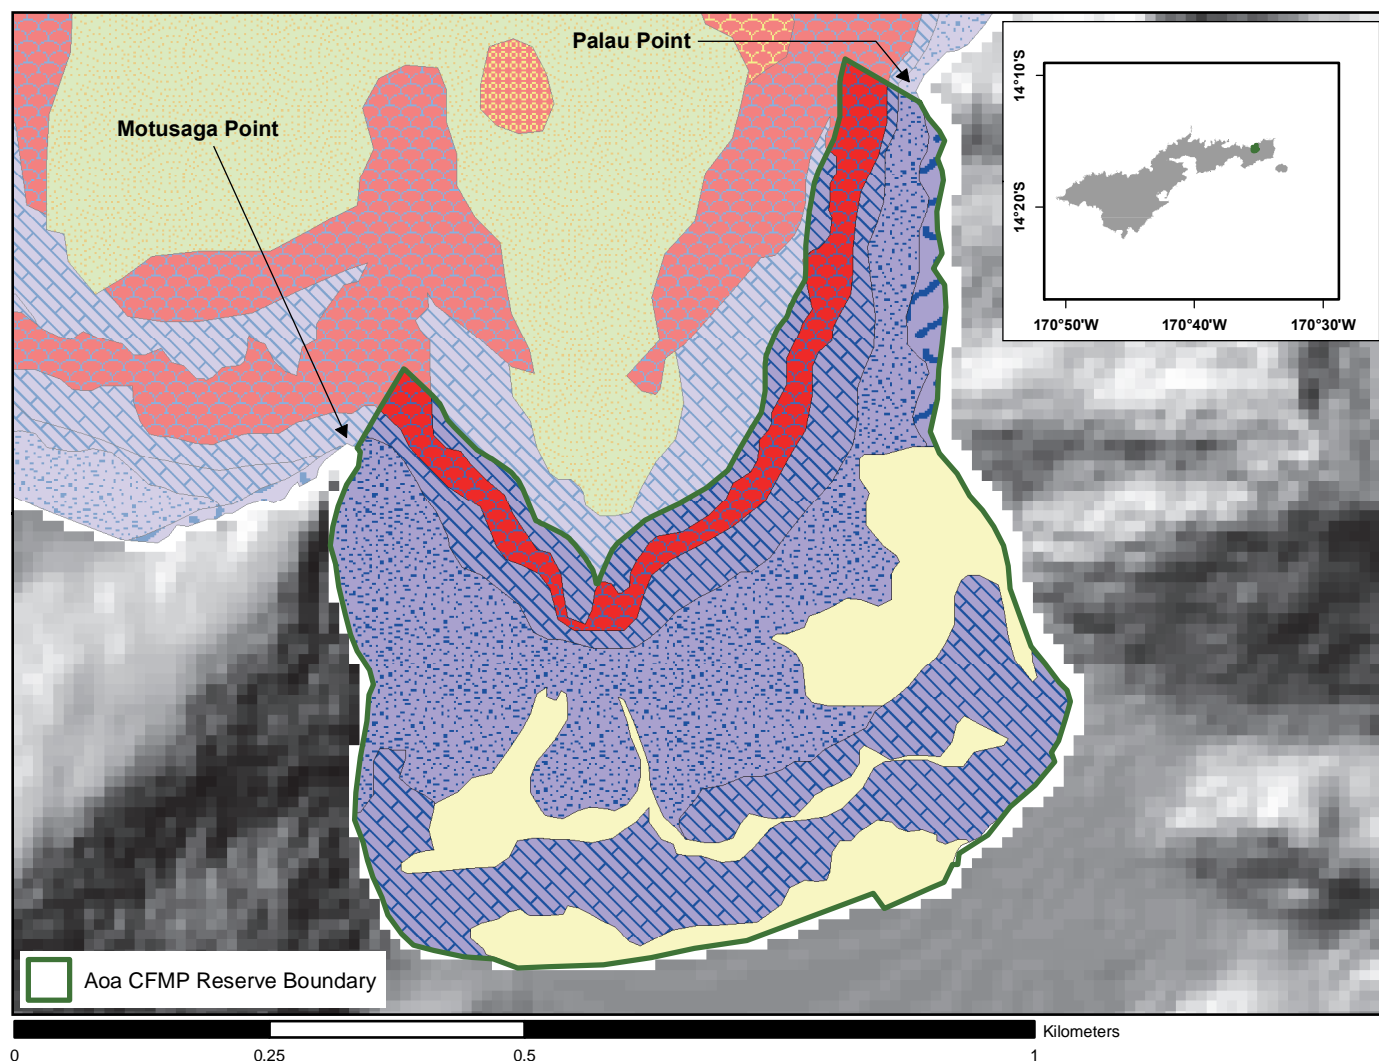 Palau Point
Motusaga Point
14°10'S
14°20'S
170°50'W
170°40'W
170°30'W
Aoa CFMP Reserve Boundary
Kilometers
0
0.25
0.5
1